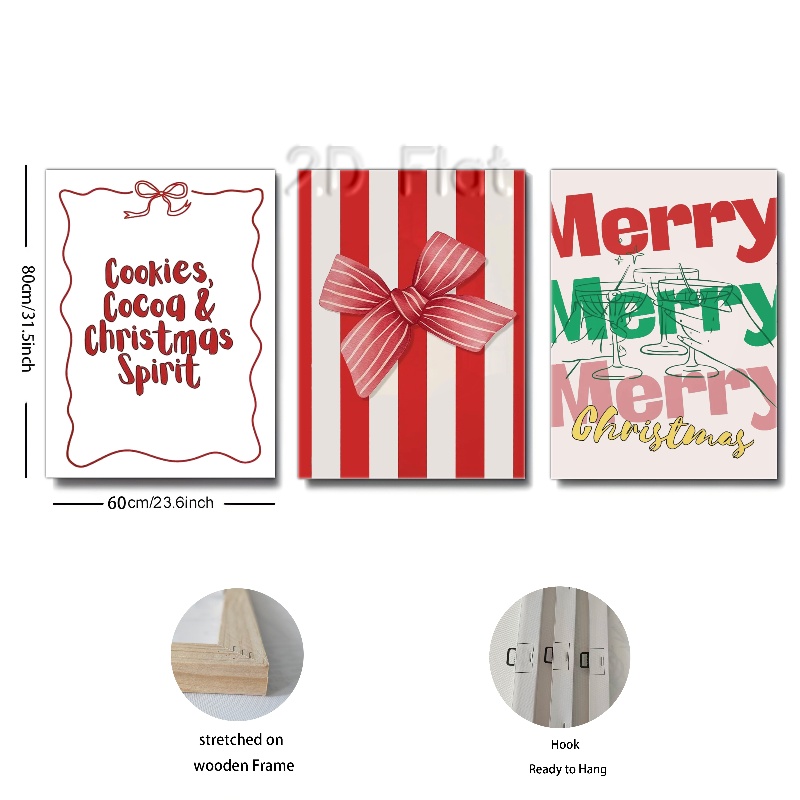 2.D Flat.
Cookies,
Cocoa &
Christmas
Spirit
Merry
Merry
Merry
Christmas
80cm/31.5inch
60cm/23.6inch
stretched on
wooden Frame
Hook
Ready to Hang